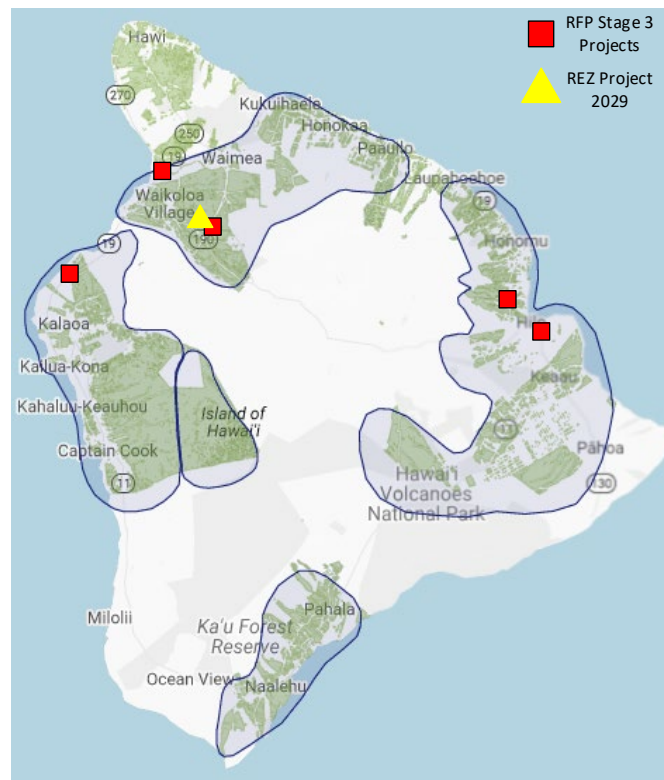 RFP Stage 3
Projects
REZ Project
2029
Hawi
270
250
19
Kukuihaele
Honokaa
Waimea
Paauilo
Laupahoehoe
Waikoloa
Village
190
19
Honomu
19
Kalaoa
Hilo
Kailua-Kona
Keaau
Kahaluu-Keauhou
Island of
Hawai'i
11
Captain Cook
Pāhoa
11
Hawai'i
Volcanoes
National Park
130
Milolii
Pahala
Ka'u Forest
Reserve
Ocean View
Naalehu